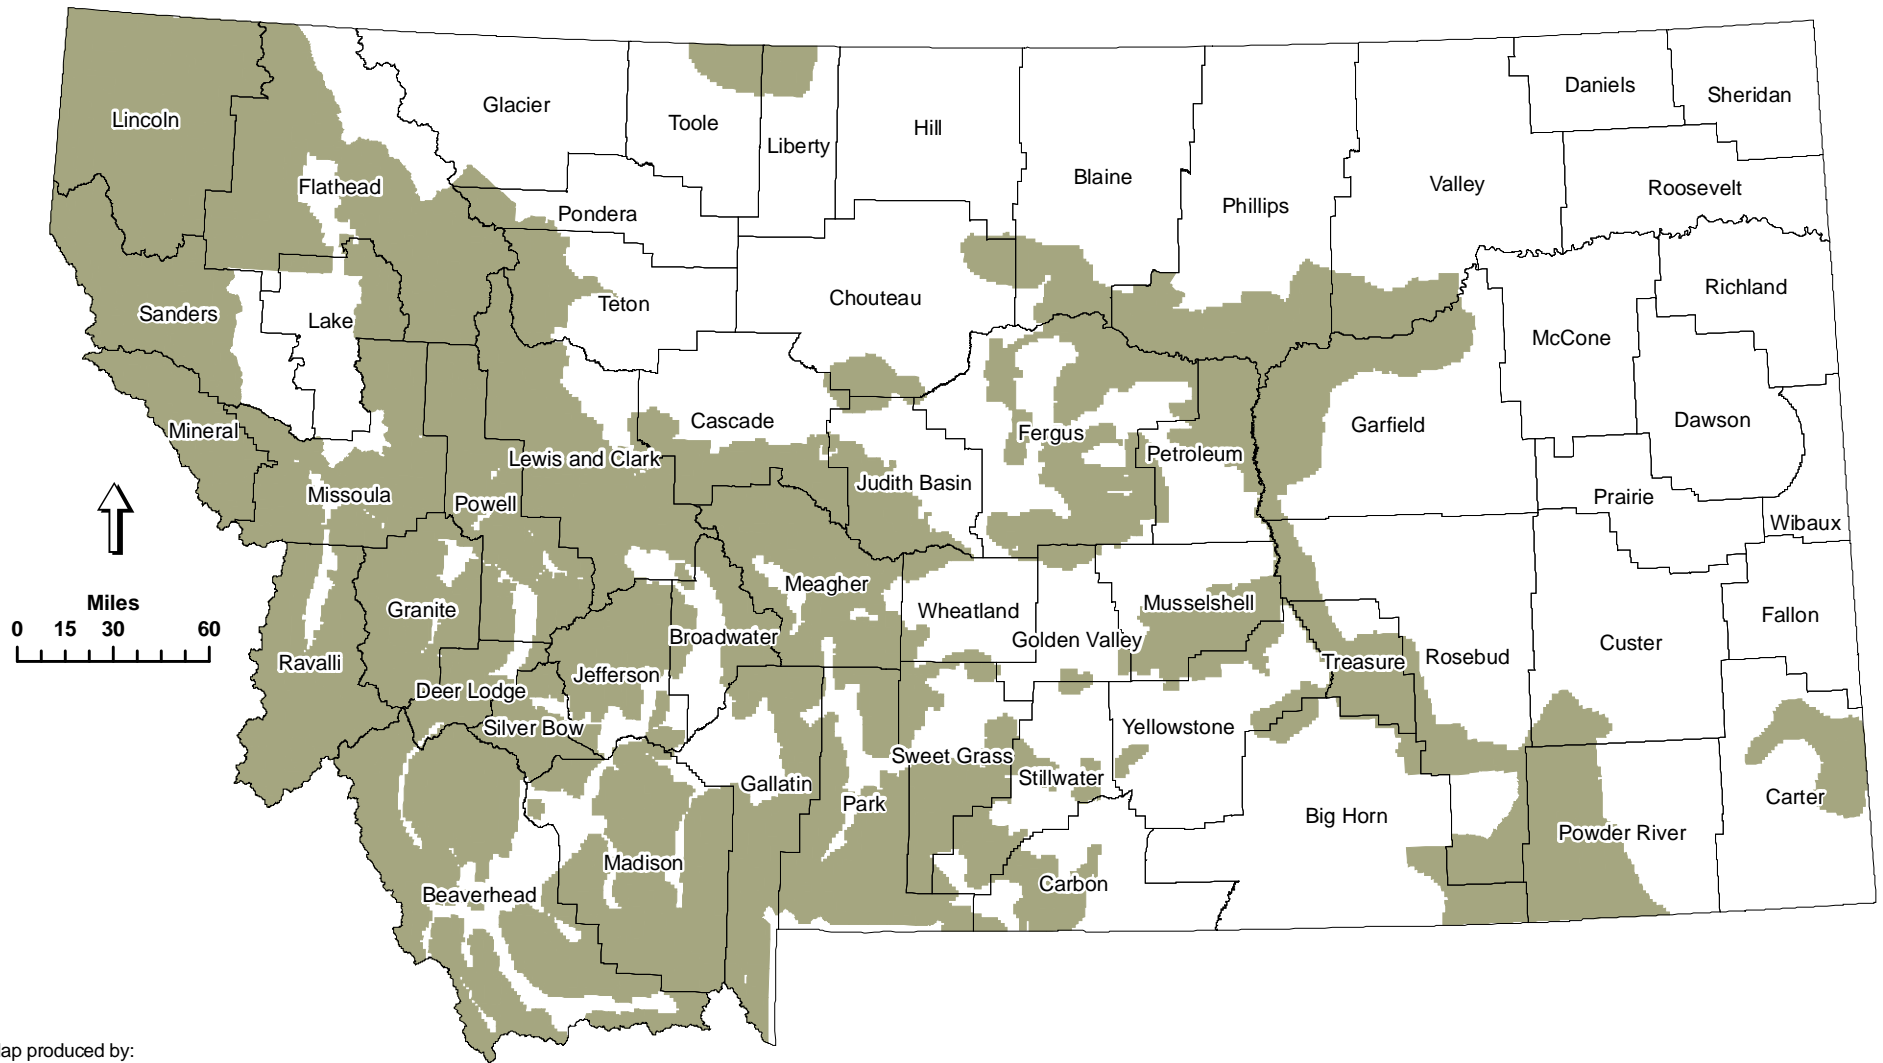 Lincoln
Flathead
Glacier
Toole
Liberty
Hill
Blaine
Phillips
Valley
Daniels
Sheridan
Roosevelt
Pondera
Sanders
Lake
Teton
Chouteau
Richland
McCone
Mineral
Cascade
Fergus
Petroleum
Garfield
Dawson
Missoula
Powell
Lewis and Clark
Judith Basin
Prairie
Wibaux
Miles
0 15 30 60
Ravalli
Granite
Deer Lodge
Silver Bow
Jefferson
Broadwater
Meagher
Wheatland
Golden Valley
Musselshell
Treasure
Rosebud
Custer
Fallon
Beaverhead
Madison
Gallatin
Park
Sweet Grass
Stillwater
Yellowstone
Carbon
Big Horn
Powder River
Carter
ap produced by: